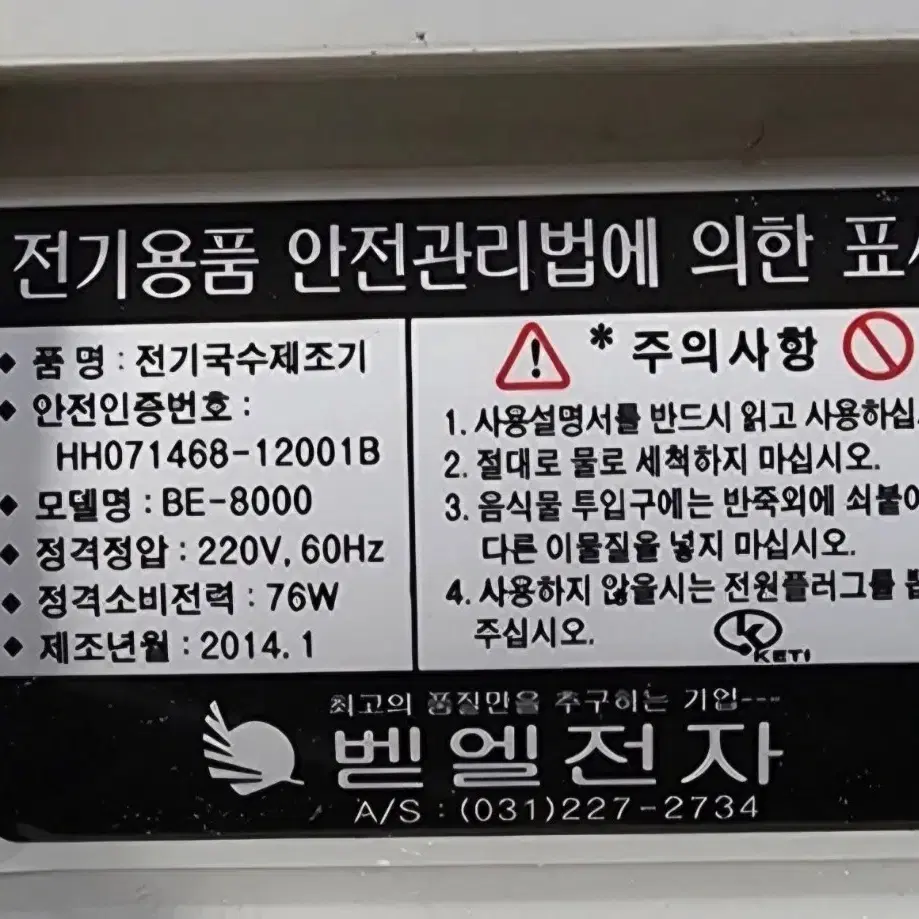 전기용품 안전관리법에 의한
◆ 품 명 : 전기국수제조기
◆ 안전인증번호 :
HH071468-12001B
◆ 모델명 : BE-8000
◆ 정격정압 : 220V, 60Hz
◆ 정격소비전력 : 76W
◆ 제조년월 : 2014.1
* 주의사항
1. 사용설명서를 반드시 읽고 사용하십
2. 절대로 물로 세척하지 마십시오.
3. 음식물 투입구에는 반죽외에 쇠붙이
다른 이물질을 넣지 마십시오.
4. 사용하지 않을시는 전원플러그를
주십시오.
KETI
최고의 품질만을 추구하는 기업---
벧엘전자
A/S : (031)227-2734